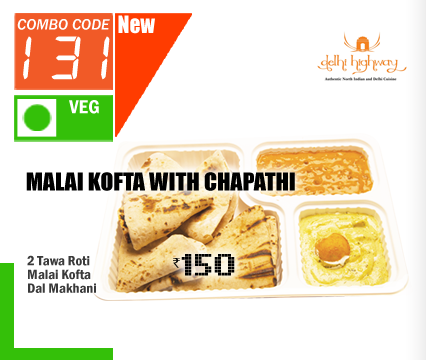 COMBO CODE
131
New
VEG
delhi highway
Authentic North Indian and Delhi Cuisine
MALAI KOFTA WITH CHAPATHI
2 Tawa Roti
Malai Kofta
Dal Makhani
₹150